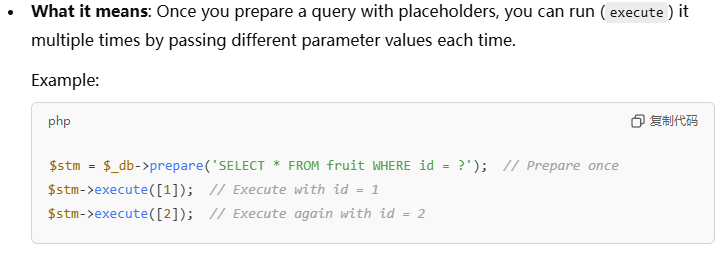 • What it means: Once you prepare a query with placeholders, you can run (execute) it
multiple times by passing different parameter values each time.
Example:
php 复制代码
$stm = $_db->prepare('SELECT * FROM fruit WHERE id = ?');  // Prepare once
$stm->execute([1]);  // Execute with id = 1
$stm->execute([2]);  // Execute again with id = 2